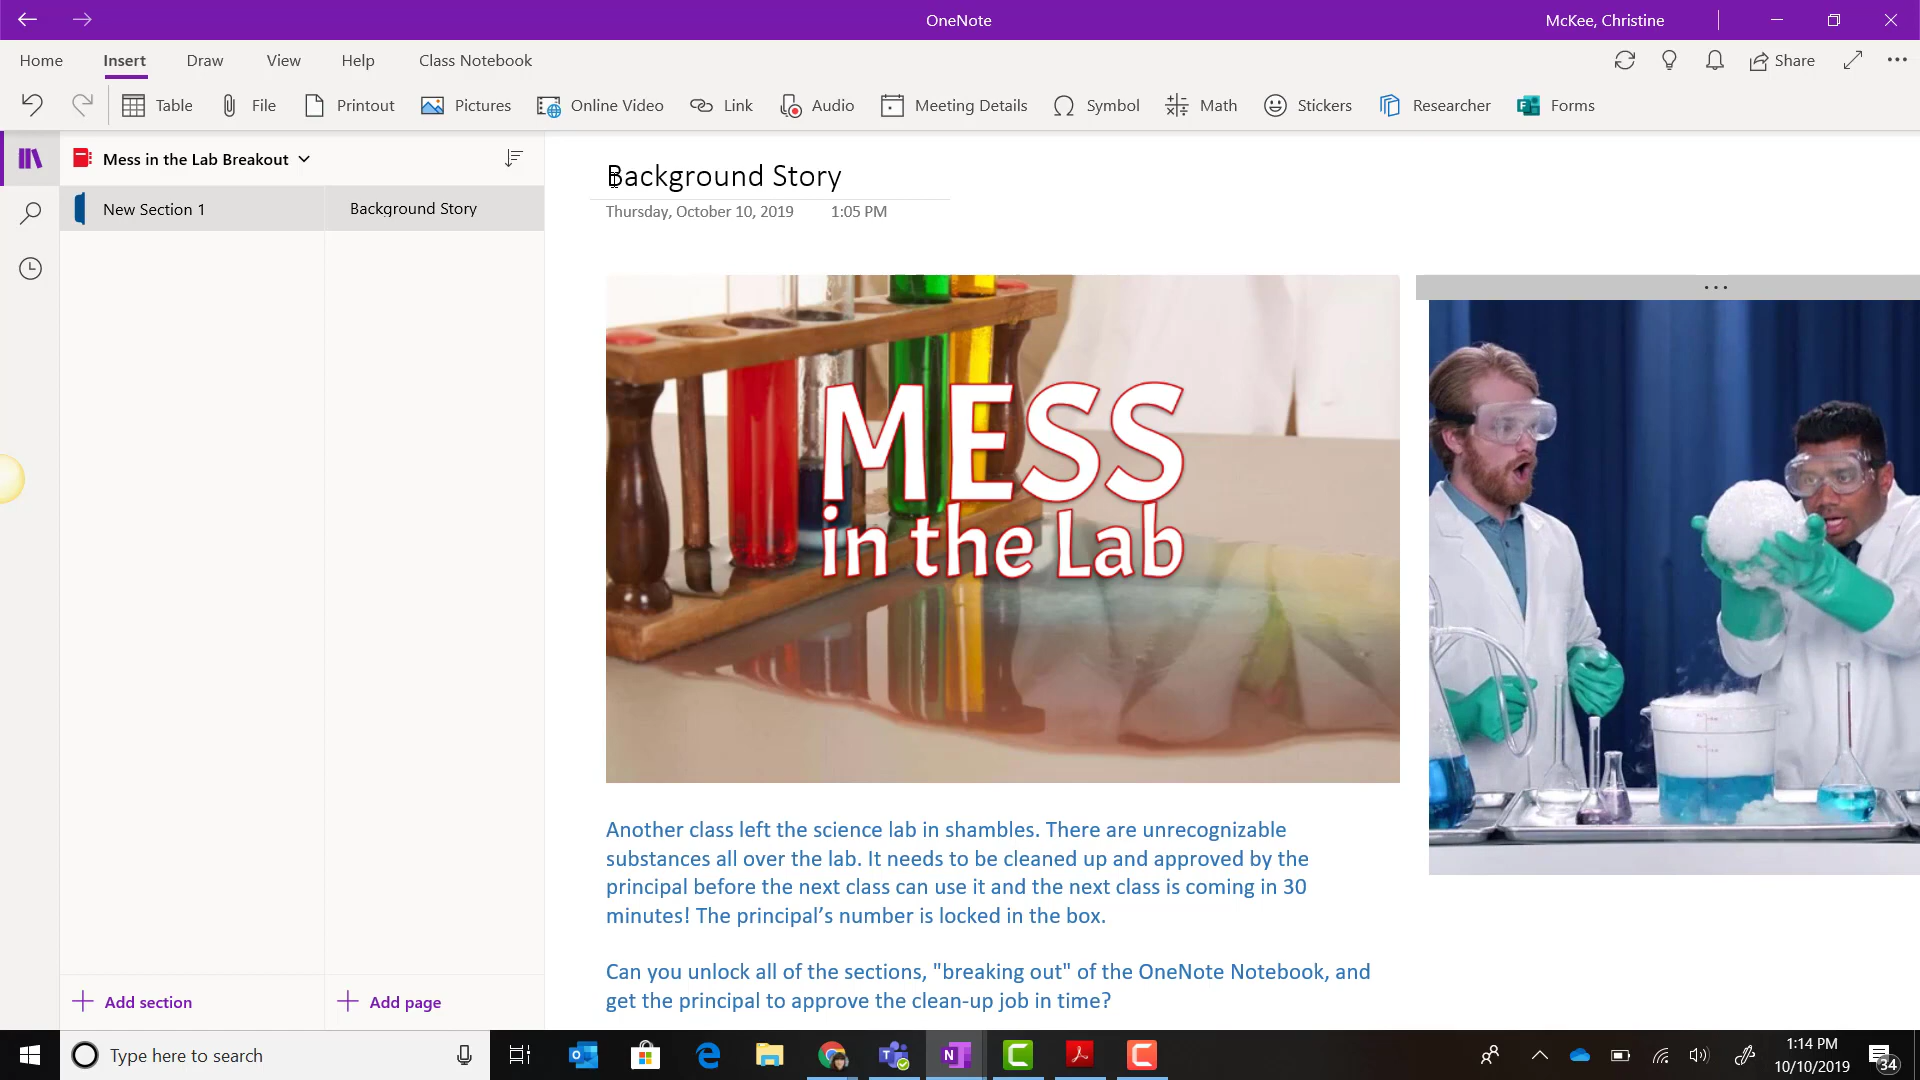 OneNote
McKee, Christine
Home Insert Draw View Help Class Notebook
Share
Table File Printout Pictures Online Video Link Audio Meeting Details Symbol Math Stickers Researcher Forms
Mess in the Lab Breakout
New Section 1
Background Story
Background Story
Thursday, October 10, 2019 1:05 PM
MESS
in the Lab
Another class left the science lab in shambles. There are unrecognizable
substances all over the lab. It needs to be cleaned up and approved by the
principal before the next class can use it and the next class is coming in 30
minutes! The principal’s number is locked in the box.
Can you unlock all of the sections, "breaking out" of the OneNote Notebook, and
get the principal to approve the clean-up job in time?
Add section
Add page
Type here to search
1:14 PM
10/10/2019
34